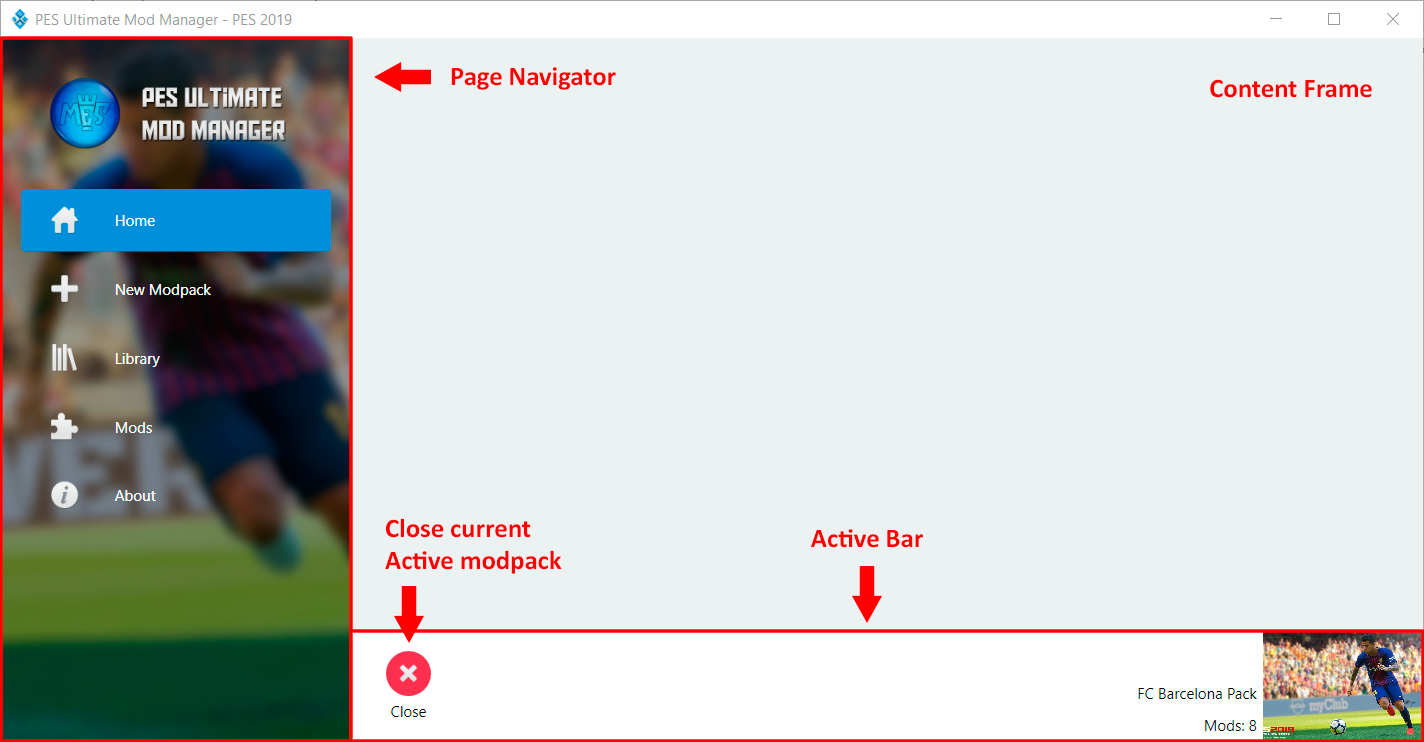 PES Ultimate Mod Manager - PES 2019
PES ULTiMATE
MOD MANAGER
Home
New Modpack
Library
Mods
About
Page Navigator
Content Frame
Close current
Active modpack
Active Bar
Close
FC Barcelona Pack
Mods: 8
myClub